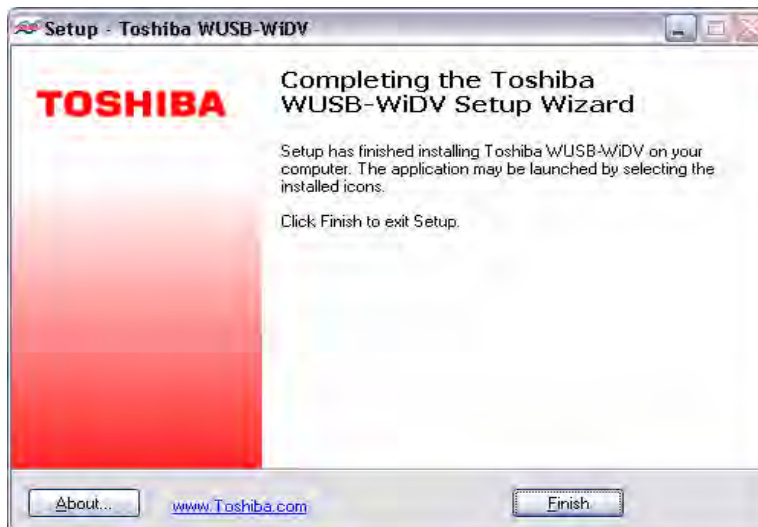 Setup - Toshiba WUSB-WiDV
TOSHIBA
Completing the Toshiba
WUSB-WiDV Setup Wizard
Setup has finished installing Toshiba WUSB-WiDV on your
computer. The application may be launched by selecting the
installed icons.
Click Finish to exit Setup.
About...
www.Toshiba.com
Finish